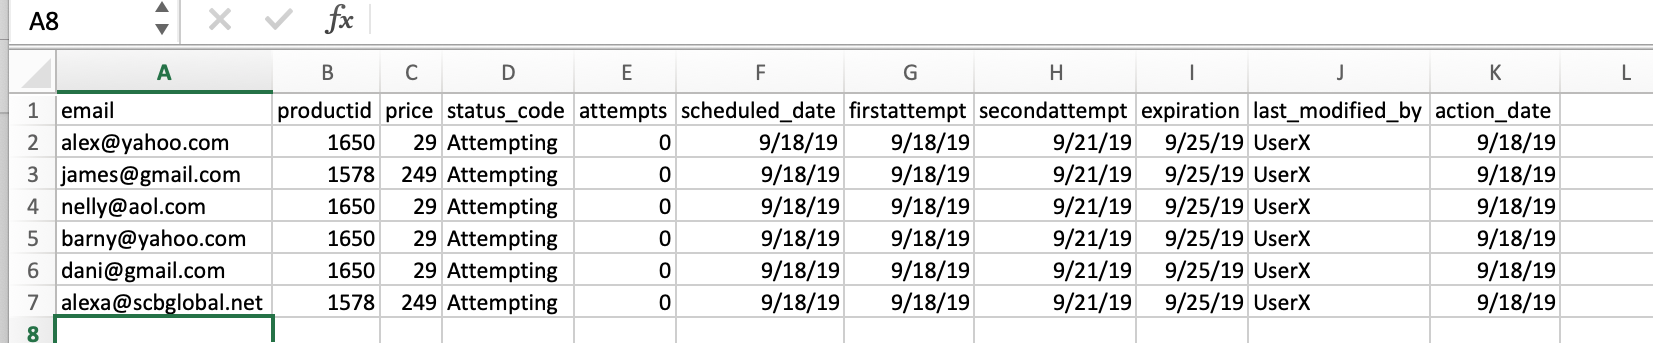 A8 fx
A B C D E F G H I J K L
1 email productid price status_code attempts scheduled_date firstattempt secondattempt expiration last_modified_by action_date
2 alex@yahoo.com 1650 29 Attempting 0 9/18/19 9/18/19 9/21/19 9/25/19 UserX 9/18/19
3 james@gmail.com 1578 249 Attempting 0 9/18/19 9/18/19 9/21/19 9/25/19 UserX 9/18/19
4 nelly@aol.com 1650 29 Attempting 0 9/18/19 9/18/19 9/21/19 9/25/19 UserX 9/18/19
5 barny@yahoo.com 1650 29 Attempting 0 9/18/19 9/18/19 9/21/19 9/25/19 UserX 9/18/19
6 dani@gmail.com 1650 29 Attempting 0 9/18/19 9/18/19 9/21/19 9/25/19 UserX 9/18/19
7 alexa@scbglobal.net 1578 249 Attempting 0 9/18/19 9/18/19 9/21/19 9/25/19 UserX 9/18/19
8